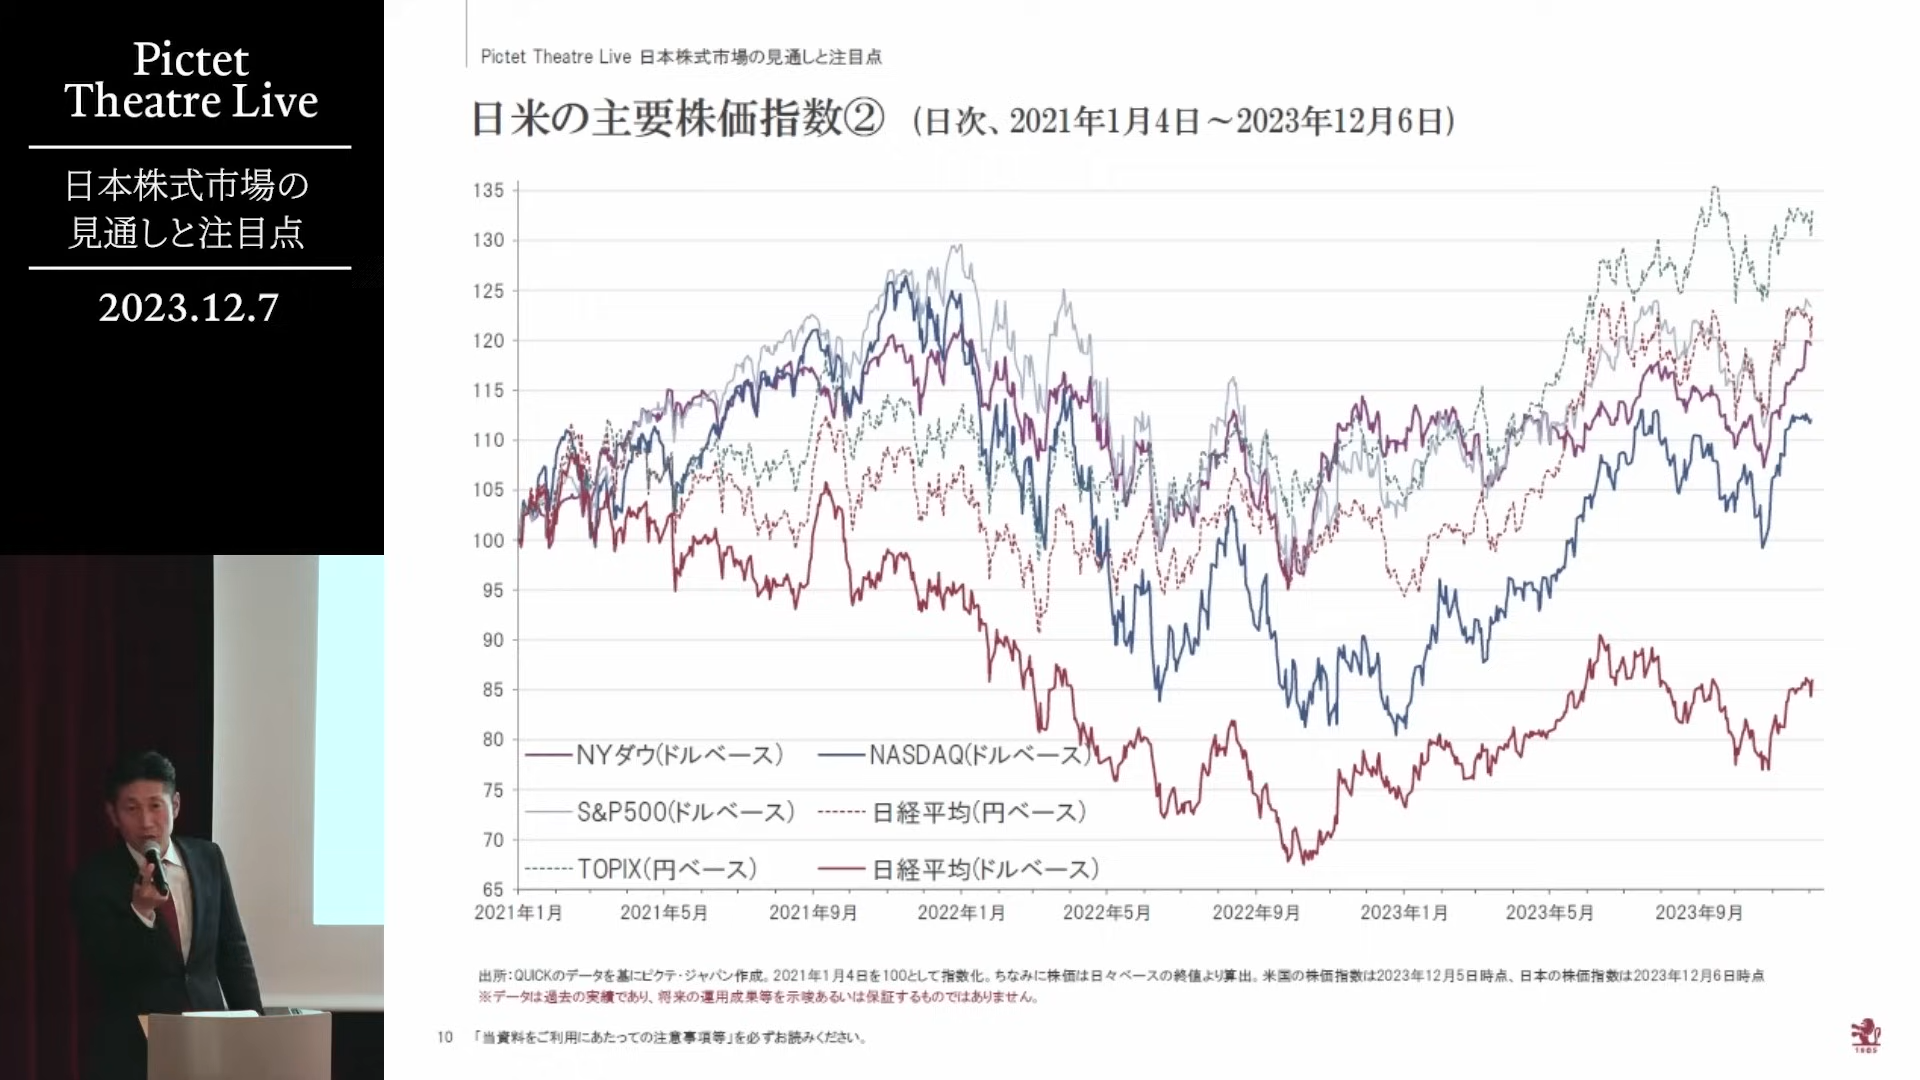 Pictet
Theatre Live
日本株式市場の
見通しと注目点
2023.12.7
Pictet Theatre Live 日本株式市場の見通しと注目点
日米の主要株価指数② (日次、2021年1月4日～2023年12月6日)
135
130
125
120
115
110
105
100
95
90
85
80
75
70
65
NYダウ(ドルベース)
NASDAQ(ドルベース)
S&P500(ドルベース)
日経平均(円ベース)
TOPIX(円ベース)
日経平均(ドルベース)
2021年1月
2021年5月
2021年9月
2022年1月
2022年5月
2022年9月
2023年1月
2023年5月
2023年9月
出所：QUICKのデータを基にピクテ・ジャパン作成。2021年1月4日を100として指数化。ちなみに株価は日々ベースの終値より算出。米国の株価指数は2023年12月5日時点、日本の株価指数は2023年12月6日時点
※データは過去の実績であり、将来の運用成果等を示唆あるいは保証するものではありません。
10 「当資料をご利用にあたっての注意事項等」を必ずお読みください。
1805